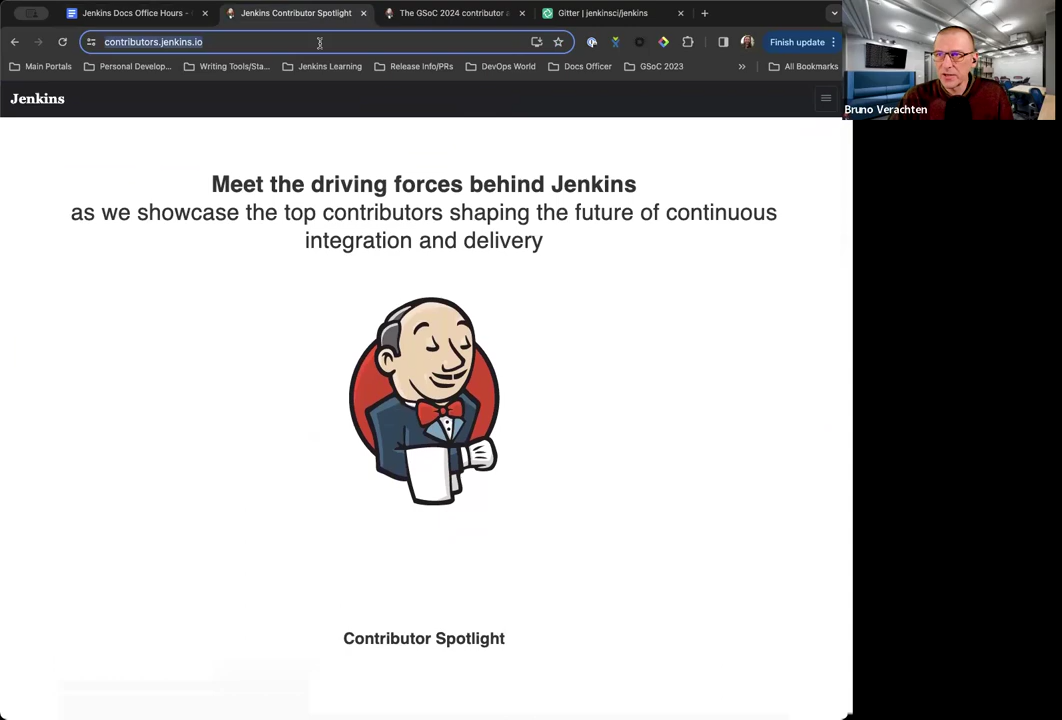 Jenkins Docs Office Hours -
Jenkins Contributor Spotlight
The GSoC 2024 contributor
Gitter | jenkinsci/jenkins
contributors.jenkins.io
Finish update
Main Portals
Personal Develop...
Writing Tools/Sta...
Jenkins Learning
Release Info/PRs
DevOps World
Docs Officer
GSoC 2023
»
All Bookmarks
Jenkins
Bruno Verachten
Meet the driving forces behind Jenkins
as we showcase the top contributors shaping the future of continuous
integration and delivery
Contributor Spotlight